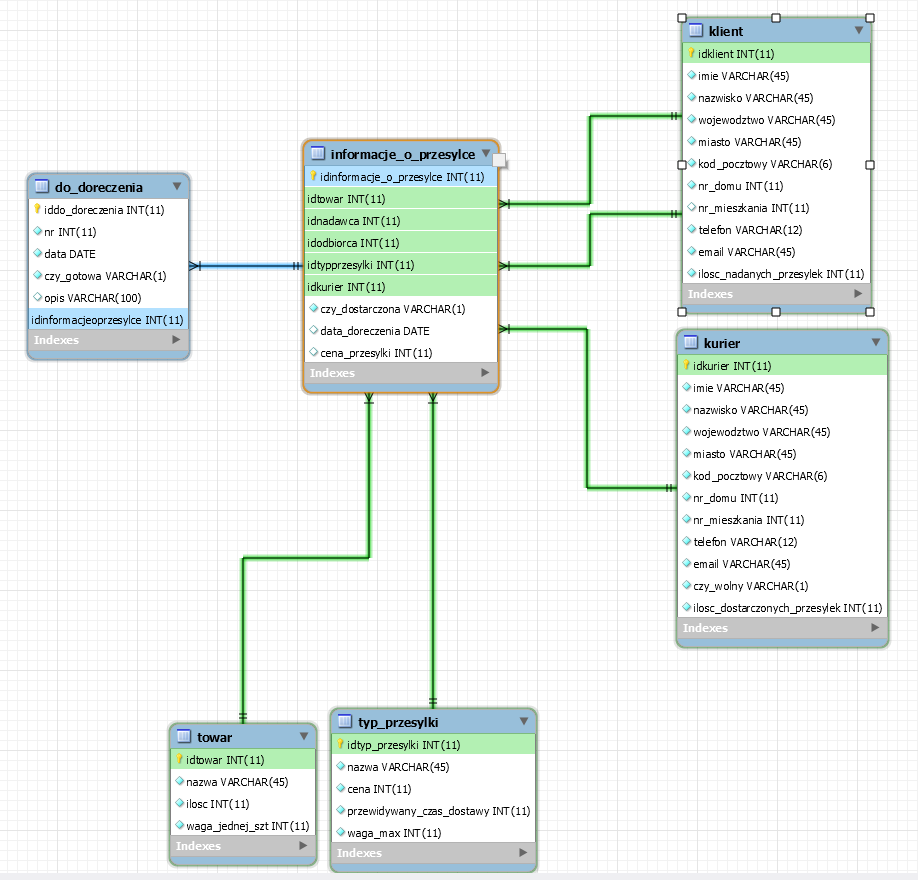 klient
idklient INT(11)
imie VARCHAR(45)
nazwisko VARCHAR(45)
wojewodztwo VARCHAR(45)
miasto VARCHAR(45)
kod_pocztowy VARCHAR(6)
nr_domu INT(11)
nr_mieszkania INT(11)
telefon VARCHAR(12)
email VARCHAR(45)
ilosc_nadanych_przesylek INT(11)
Indexes
informacje_o_przesylce
idinformacje_o_przesylce INT(11)
idtowar INT(11)
idnadawca INT(11)
idodbiorca INT(11)
idtypprzesylki INT(11)
idkurier INT(11)
czy_dostarczona VARCHAR(1)
data_doreczenia DATE
cena_przesylki INT(11)
Indexes
do_doreczenia
iddo_doreczenia INT(11)
nr INT(11)
data DATE
czy_gotowa VARCHAR(1)
opis VARCHAR(100)
idinformacjeoprzesylce INT(11)
Indexes
kurier
idkurier INT(11)
imie VARCHAR(45)
nazwisko VARCHAR(45)
wojewodztwo VARCHAR(45)
miasto VARCHAR(45)
kod_pocztowy VARCHAR(6)
nr_domu INT(11)
nr_mieszkania INT(11)
telefon VARCHAR(12)
email VARCHAR(45)
czy_wolny VARCHAR(1)
ilosc_dostarczonych_przesylek INT(11)
Indexes
towar
idtowar INT(11)
nazwa VARCHAR(45)
ilosc INT(11)
waga_jednej_szt INT(11)
Indexes
typ_przesylki
idtyp_przesylki INT(11)
nazwa VARCHAR(45)
cena INT(11)
przewidywany_czas_dostawy INT(11)
waga_max INT(11)
Indexes